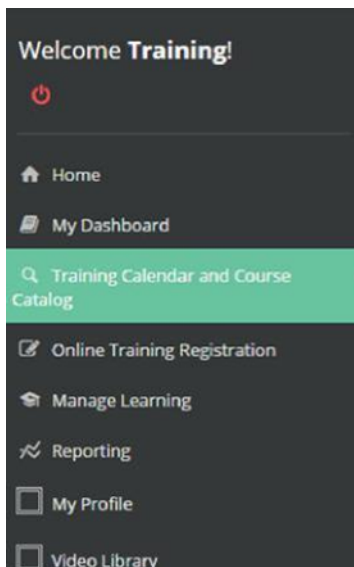 Welcome Training!
Home
My Dashboard
Training Calendar and Course
Catalog
Online Training Registration
Manage Learning
Reporting
My Profile
Video Library